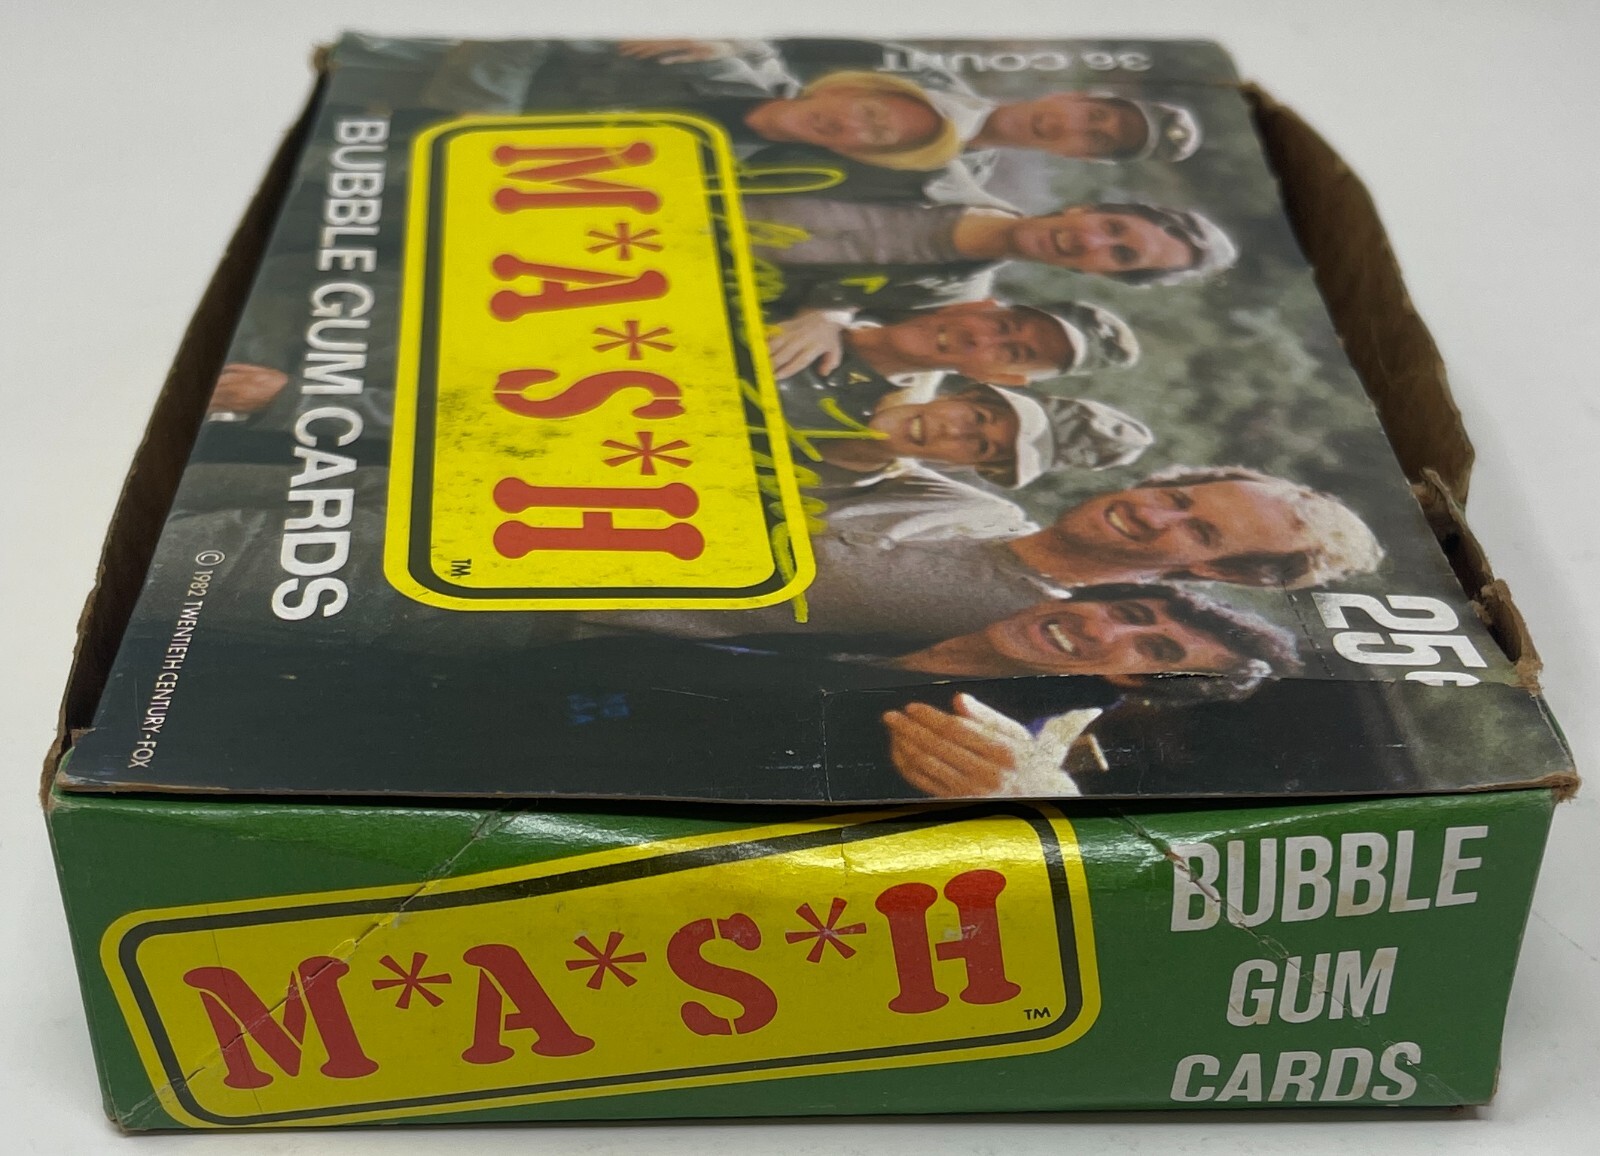 36 COUNT
25¢
M*A*S*H
TM
BUBBLE GUM CARDS
© 1982 TWENTIETH CENTURY-FOX
M*A*S*H
TM
BUBBLE
GUM
CARDS